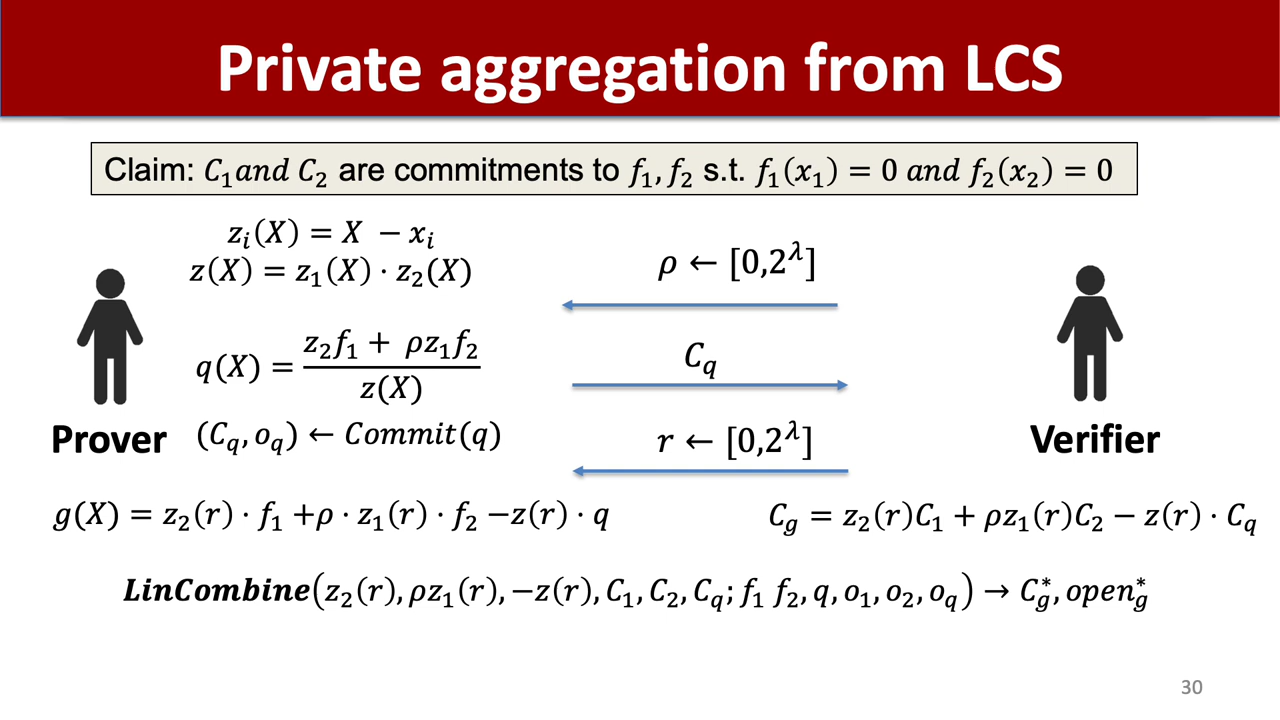 Private aggregation from LCS
Claim: C₁ and C₂ are commitments to f₁, f₂ s.t. f₁(x₁) = 0 and f₂(x₂) = 0
zᵢ(X) = X − xᵢ
z(X) = z₁(X) · z₂(X)
ρ ← [0,2^λ]
q(X) = (z₂f₁ + ρz₁f₂) / z(X)
C_q
Prover
(C_q, o_q) ← Commit(q)
r ← [0,2^λ]
Verifier
g(X) = z₂(r) · f₁ +ρ · z₁(r) · f₂ −z(r) · q
C_g = z₂(r)C₁ + ρz₁(r)C₂ − z(r) · C_q
LinCombine(z₂(r), ρz₁(r), −z(r), C₁, C₂, C_q; f₁ f₂, q, o₁, o₂, o_q) → C_g^*, open_g^*
30